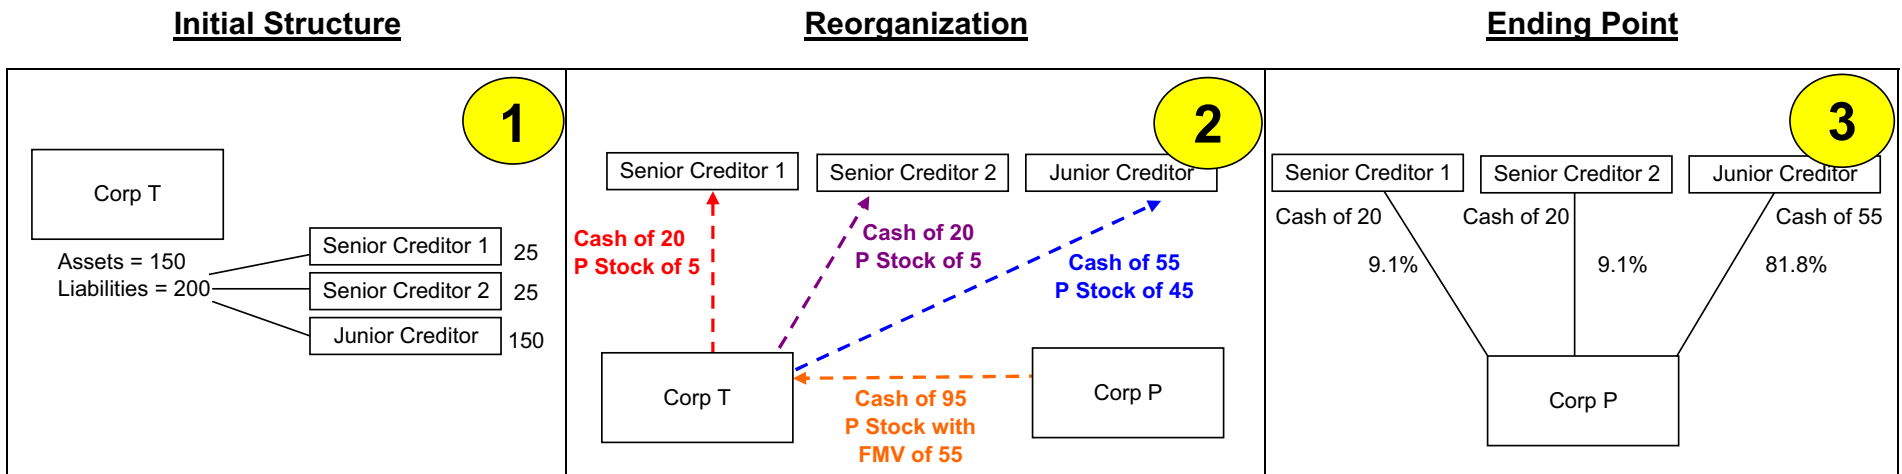 Initial Structure
Reorganization
Ending Point
1
Corp T
Assets = 150
Liabilities = 200
Senior Creditor 1
25
Senior Creditor 2
25
Junior Creditor
150
2
Senior Creditor 1
Senior Creditor 2
Junior Creditor
Cash of 20
P Stock of 5
Cash of 20
P Stock of 5
Cash of 55
P Stock of 45
Corp T
Corp P
Cash of 95
P Stock with
FMV of 55
3
Senior Creditor 1
Senior Creditor 2
Junior Creditor
Cash of 20
Cash of 20
Cash of 55
9.1%
9.1%
81.8%
Corp P